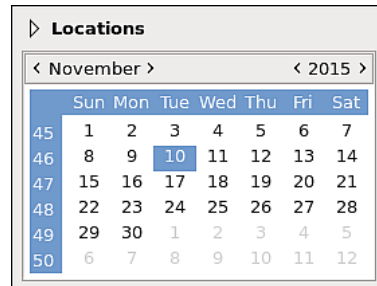 Locations
< November > < 2015 >
Sun Mon Tue Wed Thu Fri Sat
45 1 2 3 4 5 6 7
46 8 9 10 11 12 13 14
47 15 16 17 18 19 20 21
48 22 23 24 25 26 27 28
49 29 30 1 2 3 4 5
50 6 7 8 9 10 11 12